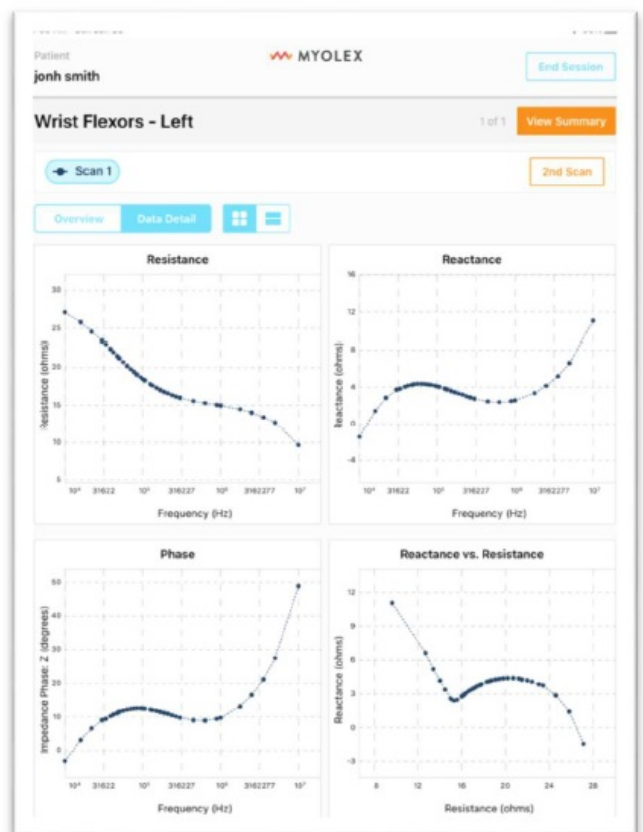 Patient
MYOLEX
jonh smith
End Session
Wrist Flexors - Left
1 of 1
View Summary
Scan 1
2nd Scan
Overview
Data Detail
Resistance
30
25
20
15
10
5
Resistance (ohms)
10⁴ 31622 10⁵ 316227 10⁶ 3162277 10⁷
Frequency (Hz)
Reactance
16
12
8
4
0
-8
Reactance (ohms)
10⁴ 31622 10⁵ 316227 10⁶ 3162277 10⁷
Frequency (Hz)
Phase
50
40
30
20
10
0
Impedance Phase: Z (degrees)
10⁴ 31622 10⁵ 316227 10⁶ 3162277 10⁷
Frequency (Hz)
Reactance vs. Resistance
12
9
6
3
0
-3
Reactance (ohms)
8 12 16 20 24 28
Resistance (ohms)